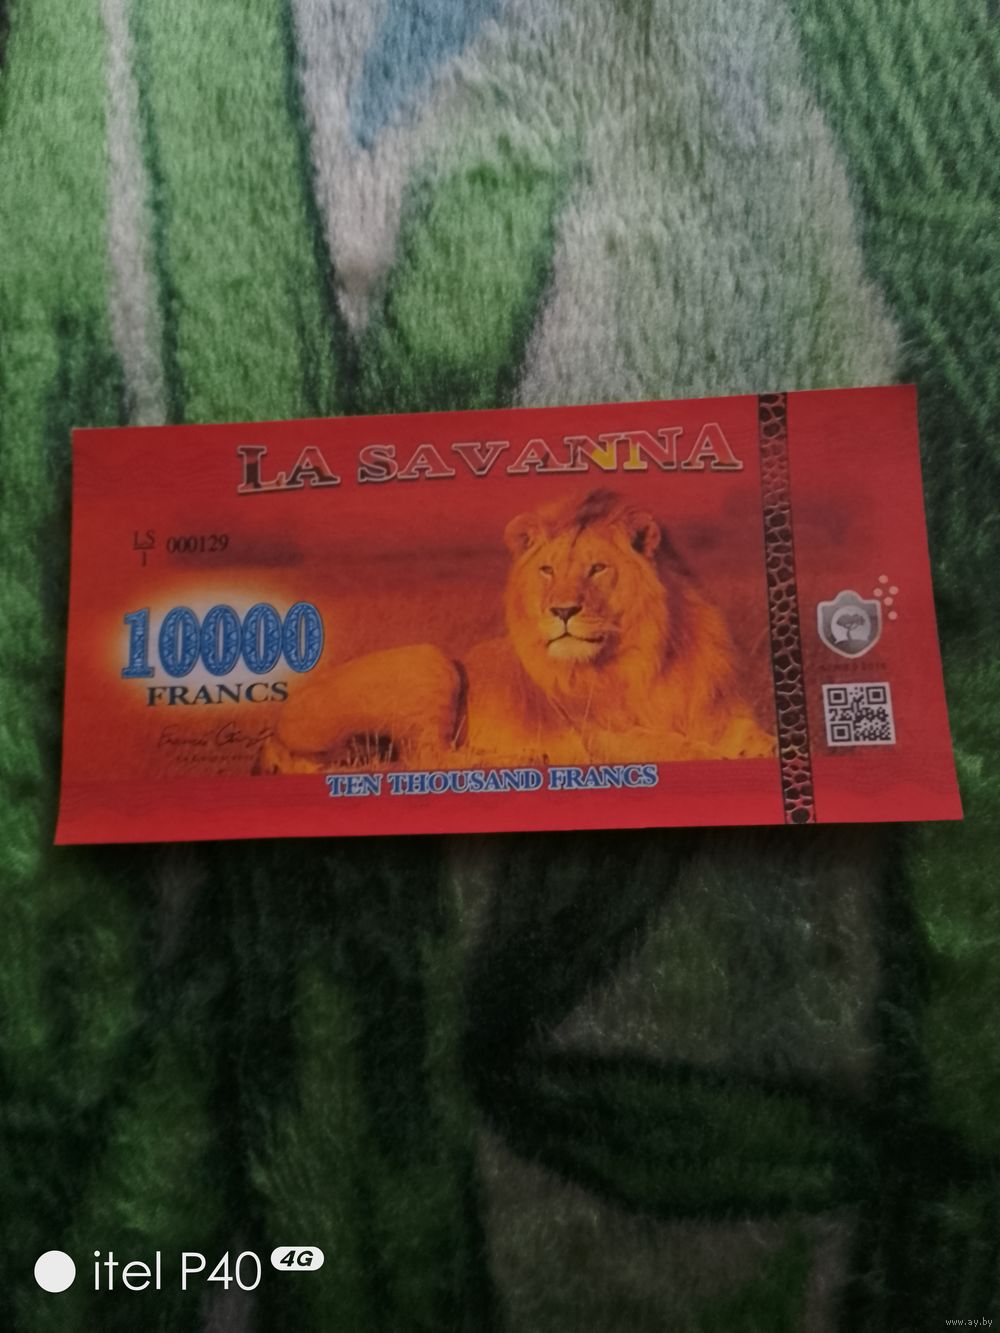 LA SAVANNA
LS
1
000129
10000
FRANCS
TEN THOUSAND FRANCS
itel P40 4G
www.ay.by